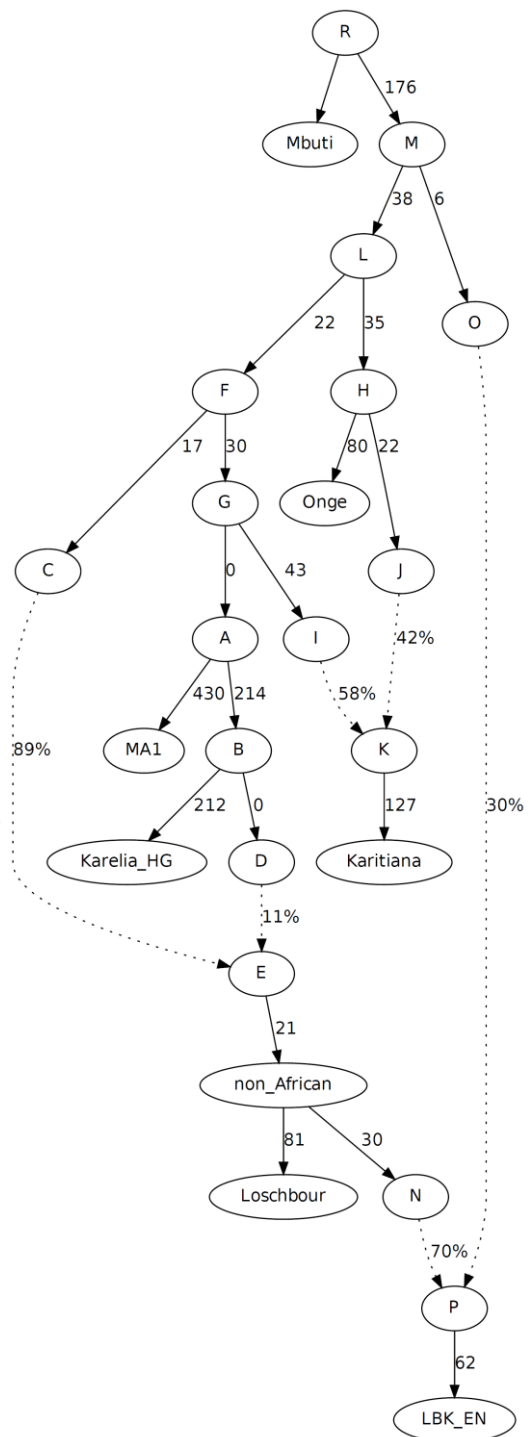 R
176
Mbuti
M
38
6
L
22
35
O
F
H
17
30
80
22
G
Onge
C
0
43
J
A
I
42%
430
214
58%
89%
MA1
B
K
30%
212
0
127
Karelia_HG
D
Karitiana
11%
E
21
non_African
81
30
Loschbour
N
70%
P
62
LBK_EN